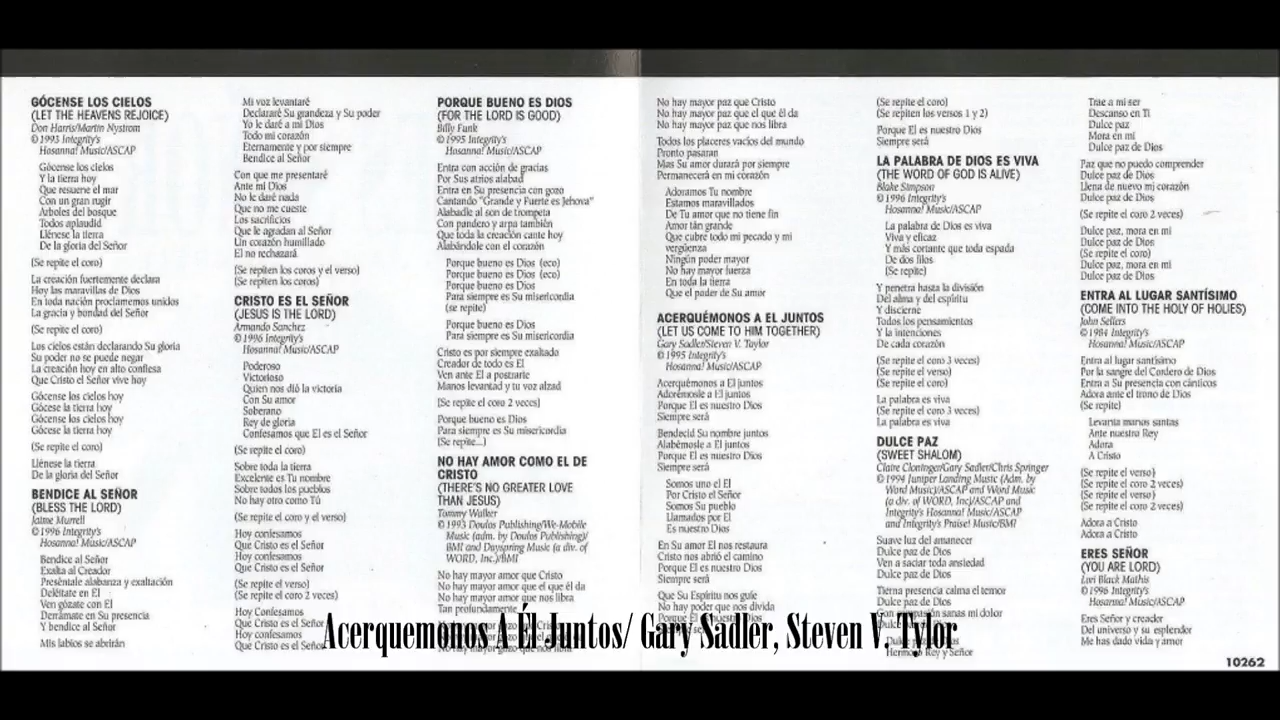 GÓCENSE LOS CIELOS
(LET THE HEAVENS REJOICE)
Don Harris/Martin Nystrom
© 1993 Integrity's
Hosanna! Music/ASCAP
Gócense los cielos
Y la tierra hoy
Que resuene el mar
Con un gran rugir
Arboles del bosque
Todos aplaudid
Llénese la tierra
De la gloria del Señor
(Se repite el coro)
La creación fuertemente declara
Hoy las maravillas de Dios
En toda nación proclamemos unidos
La gracia y bondad del Señor
(Se repite el coro)
Los cielos están declarando Su gloria
Su poder no se puede negar
La creación hoy en alto confiesa
Que Cristo el Señor vive hoy
Gócense los cielos hoy
Gócese la tierra hoy
Gócense los cielos hoy
Gócese la tierra hoy
(Se repite el coro)
Llénese la tierra
De la gloria del Señor
BENDICE AL SEÑOR
(BLESS THE LORD)
Jaime Murrell
© 1996 Integrity's
Hosanna! Music/ASCAP
Bendice al Señor
Exalta al Creador
Preséntale alabanza y exaltación
Deléitate en El
Ven gózate con El
Derrámate en Su presencia
Y bendice al Señor
Mis labios se abrirán
Mi voz levantaré
Declararé Su grandeza y Su poder
Yo le daré a mi Dios
Todo mi corazón
Eternamente y por siempre
Bendice al Señor
Con que me presentaré
Ante mi Dios
No le daré nada
Que no me cueste
Los sacrificios
Que le agradan al Señor
Un corazón humillado
El no rechazará
(Se repiten los coros y el verso)
(Se repiten los coros)
CRISTO ES EL SEÑOR
(JESUS IS THE LORD)
Armando Sanchez
© 1996 Integrity's
Hosanna! Music/ASCAP
Poderoso
Victorioso
Quien nos dió la victoria
Con Su amor
Soberano
Rey de gloria
Confesamos que El es el Señor
(Se repite el coro)
Sobre toda la tierra
Excelente es Tu nombre
Sobre todos los pueblos
No hay otro como Tú
(Se repite el coro y el verso)
Hoy confesamos
Que Cristo es el Señor
Hoy confesamos
Que Cristo es el Señor
(Se repite el verso)
(Se repite el coro 2 veces)
Hoy Confesamos
Que Cristo es el Señor
Hoy confesamos
Que Cristo es el Señor
PORQUE BUENO ES DIOS
(FOR THE LORD IS GOOD)
Billy Funk
© 1995 Integrity's
Hosanna! Music/ASCAP
Entra con acción de gracias
Por Sus atrios alabad
Entra en Su presencia con gozo
Cantando "Grande y Fuerte es Jehova"
Alabadle al son de trompeta
Con pandero y arpa también
Que toda la creación cante hoy
Alabándole con el corazón
Porque bueno es Dios (eco)
Porque bueno es Dios (eco)
Porque bueno es Dios
Para siempre es Su misericordia
(se repite)
Porque bueno es Dios
Para siempre es Su misericordia
Cristo es por siempre exaltado
Creador de todo es El
Ven ante El a postrarte
Manos levantad y tu voz alzad
(Se repite el coro 2 veces)
Porque bueno es Dios
Para siempre es Su misericordia
(Se repite...)
NO HAY AMOR COMO EL DE
CRISTO
(THERE'S NO GREATER LOVE
THAN JESUS)
Tommy Walker
© 1993 Doulos Publishing/We-Mobile
Music (adm. by Doulos Publishing)/
BMI and Dayspring Music (a div. of
WORD, Inc)/BMI
No hay mayor amor que Cristo
No hay mayor amor que el que él da
No hay mayor amor que nos libra
Tan profundamente
No hay mayor paz que Cristo
No hay mayor paz que el que él da
No hay mayor paz que nos libra
Todos los placeres vacíos del mundo
Pronto pasaran
Mas Su amor durará por siempre
Permanecerá en mi corazón
Adoramos Tu nombre
Estamos maravillados
De Tu amor que no tiene fin
Amor tán grande
Que cubre todo mi pecado y mi
vergüenza
Ningún poder mayor
No hay mayor fuerza
En toda la tierra
Que el poder de Su amor
ACERQUÉMONOS A EL JUNTOS
(LET US COME TO HIM TOGETHER)
Gary Sadler/Steven V. Taylor
© 1995 Integrity's
Hosanna! Music/ASCAP
Acerquémonos a El juntos
Adorémosle a El juntos
Porque El es nuestro Dios
Siempre será
Bendecid Su nombre juntos
Alabémosle a El juntos
Porque El es nuestro Dios
Siempre será
Somos uno el El
Por Cristo el Señor
Somos Su pueblo
Llamados por El
Es nuestro Dios
En Su amor El nos restaura
Cristo nos abrió el camino
Porque El es nuestro Dios
Siempre será
Que Su Espíritu nos guíe
No hay poder que nos divida
Porque El es nuestro Dios
(Se repite el coro)
(Se repiten los versos 1 y 2)
Porque El es nuestro Dios
Siempre será
LA PALABRA DE DIOS ES VIVA
(THE WORD OF GOD IS ALIVE)
Blake Simpson
© 1996 Integrity's
Hosanna! Music/ASCAP
La palabra de Dios es viva
Viva y eficaz
Y más cortante que toda espada
De dos filos
(Se repite)
Y penetra hasta la división
Del alma y del espíritu
Y discierne
Todos los pensamientos
Y la intenciones
De cada corazón
(Se repite el coro 3 veces)
(Se repite el verso)
(Se repite el coro)
La palabra es viva
(Se repite el coro 3 veces)
La palabra es viva
DULCE PAZ
(SWEET SHALOM)
Claire Cloninger/Gary Sadler/Chris Springer
© 1994 Juniper Landing Music (Adm. by
Word Music)/ASCAP and Word Music
(a div. of WORD, Inc)/ASCAP and
Integrity's Hosanna! Music/ASCAP
and Integrity's Praise! Music/BMI
Suave luz del amanecer
Dulce paz de Dios
Ven a saciar toda ansiedad
Dulce paz de Dios
Tierna presencia calma el temor
Dulce paz de Dios
Con compasión sanas mi dolor
Hermoso Rey y Señor
Trae a mi ser
Descanso en Ti
Dulce paz
Mora en mí
Dulce paz de Dios
Paz que no puedo comprender
Dulce paz de Dios
Llena de nuevo mi corazón
Dulce paz de Dios
(Se repite el coro 2 veces)
Dulce paz, mora en mi
Dulce paz de Dios
(Se repite el coro)
Dulce paz, mora en mi
Dulce paz de Dios
ENTRA AL LUGAR SANTÍSIMO
(COME INTO THE HOLY OF HOLIES)
John Sellers
© 1984 Integrity's
Hosanna! Music/ASCAP
Entra al lugar santísimo
Por la sangre del Cordero de Dios
Entra a Su presencia con cánticos
Adora ante el trono de Dios
(Se repite)
Levanta manos santas
Ante nuestro Rey
Adora
A Cristo
(Se repite el verso)
(Se repite el coro 2 veces)
(Se repite el verso)
(Se repite el coro 2 veces)
Adora a Cristo
Adora a Cristo
ERES SEÑOR
(YOU ARE LORD)
Lori Black Mathis
© 1996 Integrity's
Hosanna! Music/ASCAP
Eres Señor y creador
Del universo y su esplendor
Me has dado vida y amor
10262
Acerquemonos A Él Juntos/ Gary Sadler, Steven V. Tylor